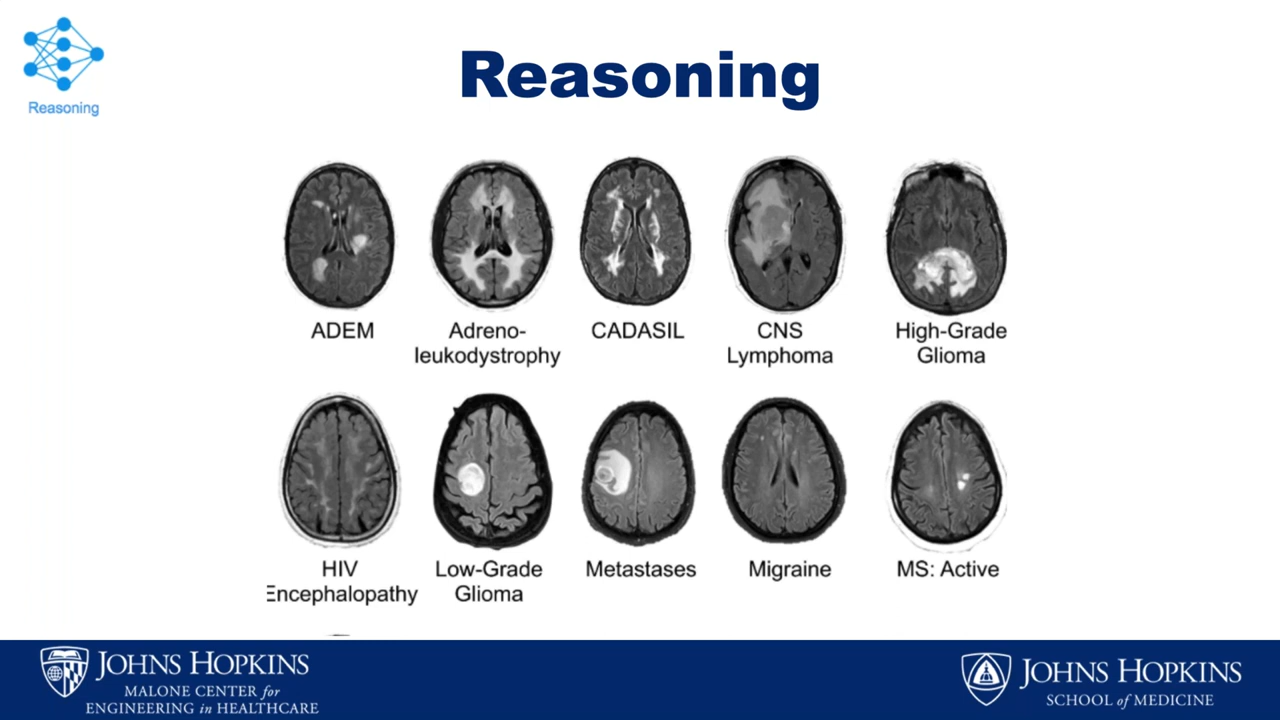 Reasoning
Reasoning
ADEM
Adreno-
leukodystrophy
CADASIL
CNS
Lymphoma
High-Grade
Glioma
HIV
Encephalopathy
Low-Grade
Glioma
Metastases
Migraine
MS: Active
JOHNS HOPKINS
MALONE CENTER for
ENGINEERING in HEALTHCARE
JOHNS HOPKINS
SCHOOL of MEDICINE